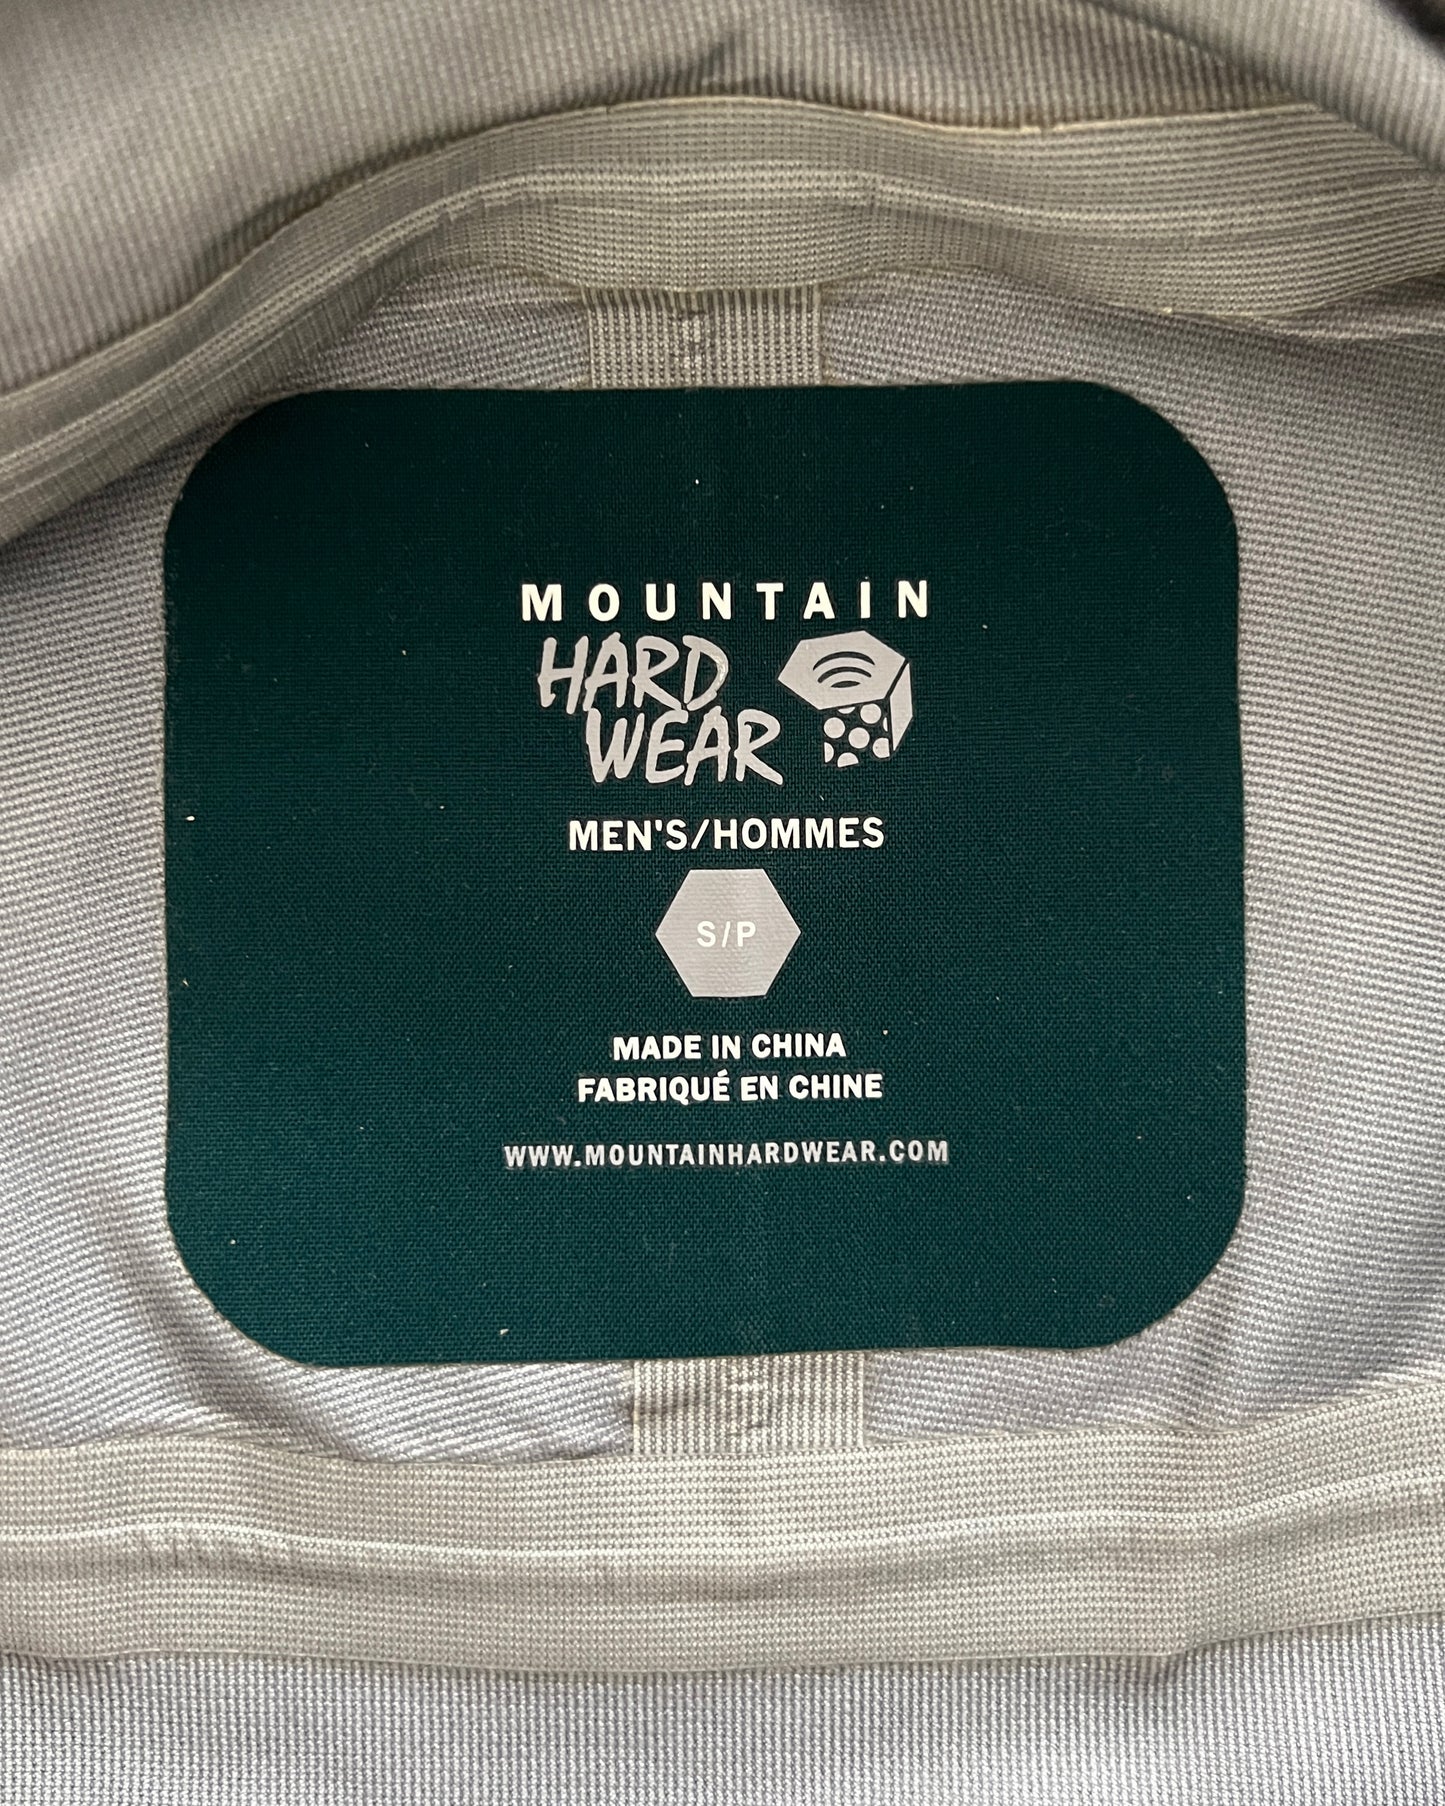 MOUNTAIN
HARD
WEAR
MEN'S/HOMMES
S/P
MADE IN CHINA
FABRIQUÉ EN CHINE
WWW.MOUNTAINHARDWEAR.COM